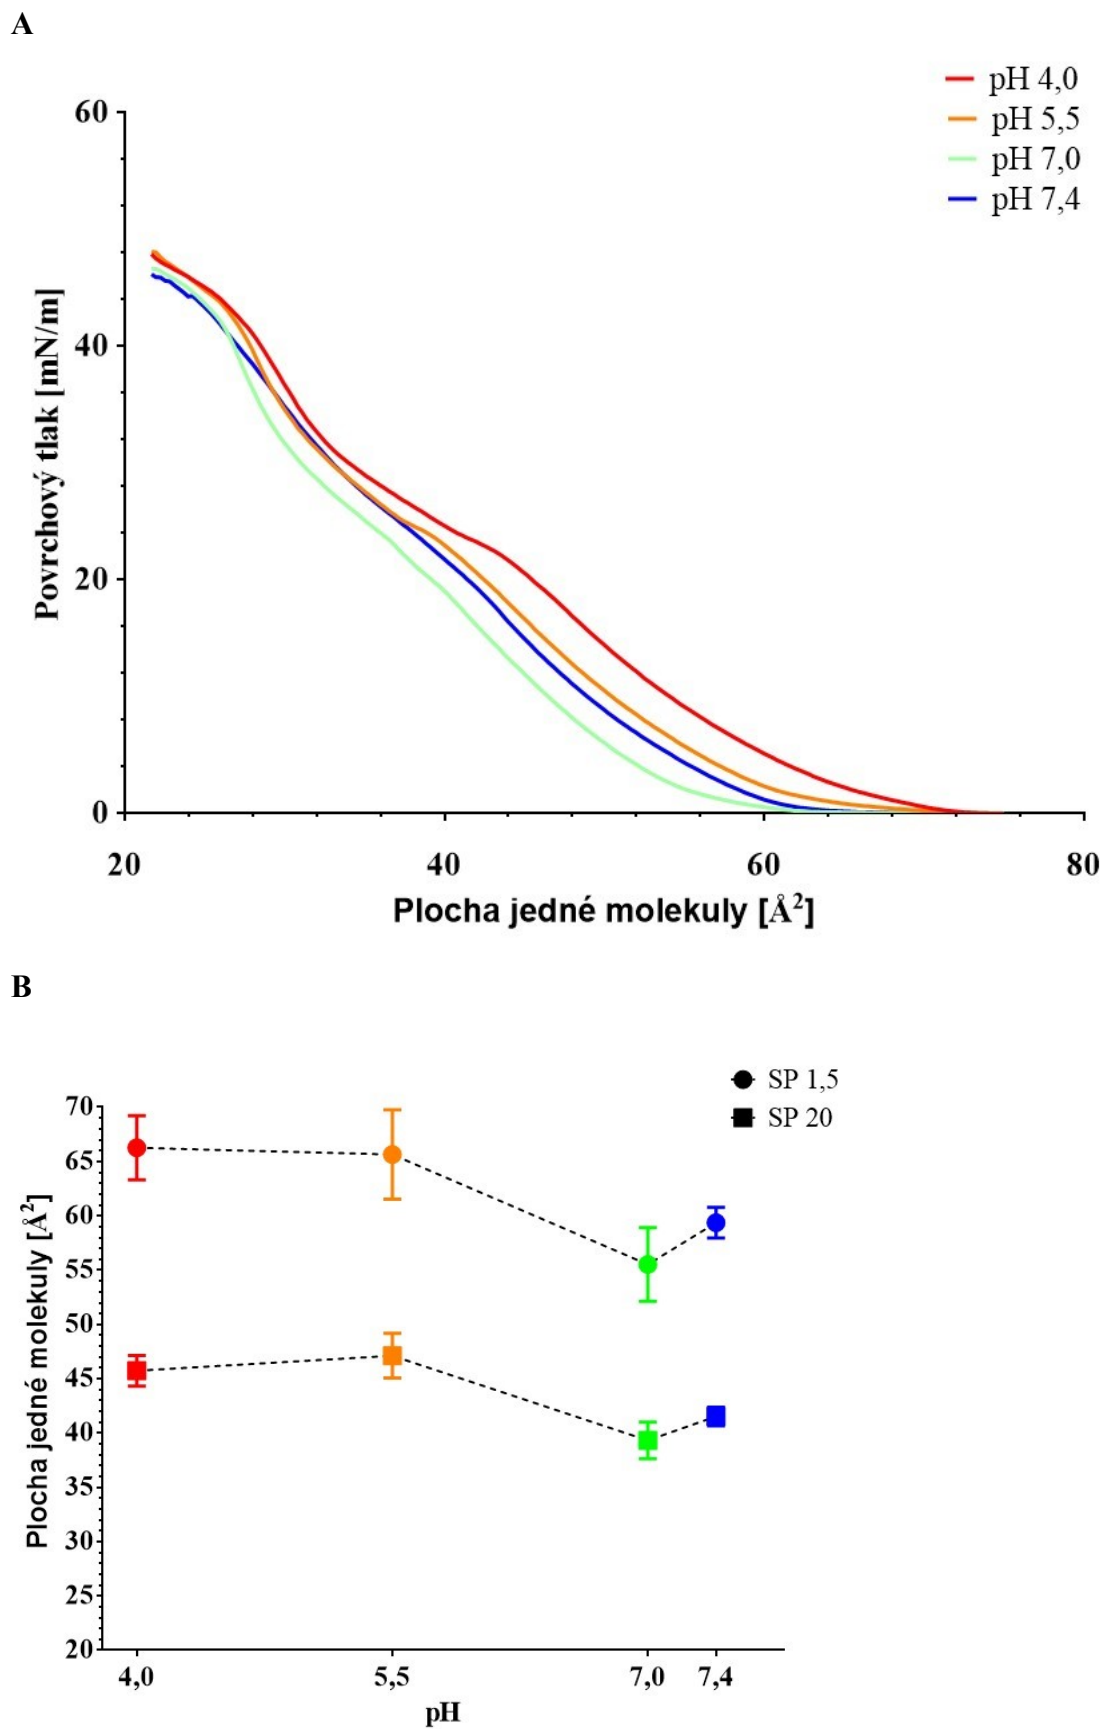 A
pH 4,0
pH 5,5
pH 7,0
pH 7,4
60
40
20
0
Povrchový tlak [mN/m]
20 40 60 80
Plocha jedné molekuly [Å²]
B
SP 1,5
SP 20
70
65
60
55
50
45
40
35
30
25
20
Plocha jedné molekuly [Å²]
4,0 5,5 7,0 7,4
pH